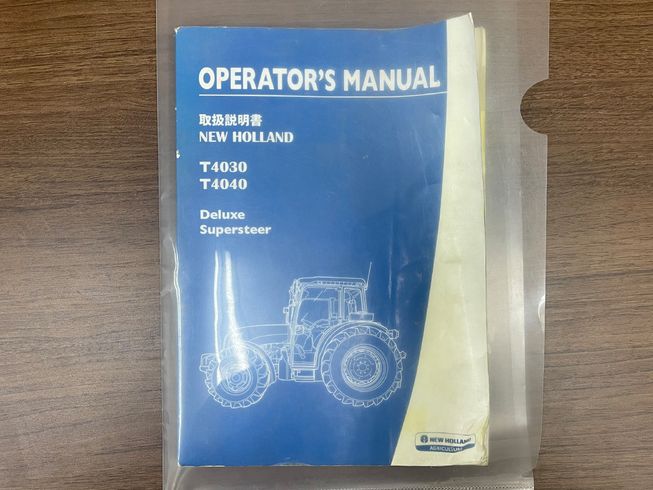 OPERATOR'S MANUAL
取扱説明書
NEW HOLLAND
T4030
T4040
Deluxe
Supersteer
NEW HOLLAND
AGRICULTURE